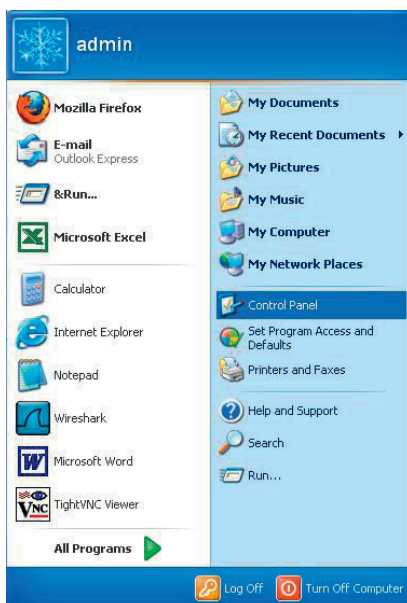 admin
Mozilla Firefox
E-mail
Outlook Express
&Run...
Microsoft Excel
Calculator
Internet Explorer
Notepad
Wireshark
Microsoft Word
VNC TightVNC Viewer
All Programs
My Documents
My Recent Documents
My Pictures
My Music
My Computer
My Network Places
Control Panel
Set Program Access and
Defaults
Printers and Faxes
Help and Support
Search
Run...
Log Off Turn Off Computer